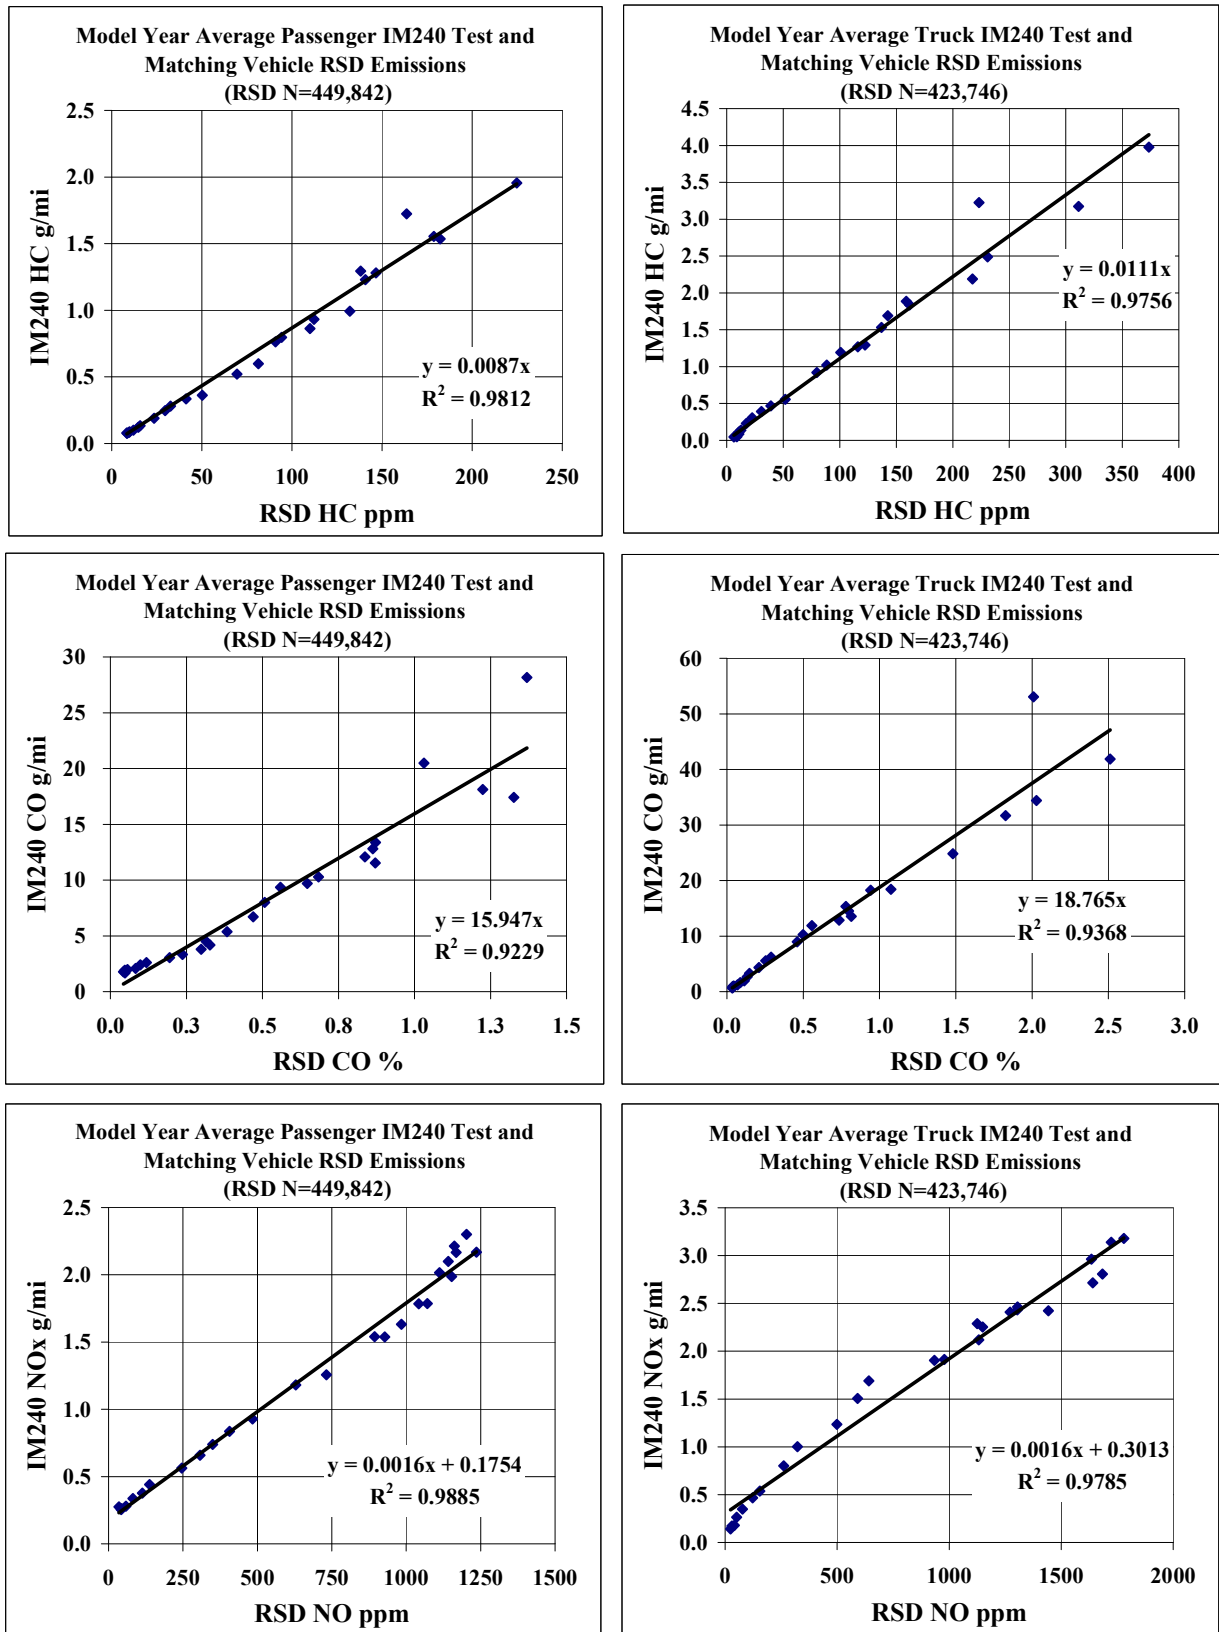 Model Year Average Passenger IM240 Test and
Matching Vehicle RSD Emissions
(RSD N=449,842)
IM240 HC g/mi
2.5
2.0
1.5
1.0
0.5
0.0
y = 0.0087x
R² = 0.9812
0 50 100 150 200 250
RSD HC ppm
Model Year Average Truck IM240 Test and
Matching Vehicle RSD Emissions
(RSD N=423,746)
IM240 HC g/mi
4.5
4.0
3.5
3.0
2.5
2.0
1.5
1.0
0.5
0.0
y = 0.0111x
R² = 0.9756
0 50 100 150 200 250 300 350 400
RSD HC ppm
Model Year Average Passenger IM240 Test and
Matching Vehicle RSD Emissions
(RSD N=449,842)
IM240 CO g/mi
30
25
20
15
10
5
0
y = 15.947x
R² = 0.9229
0.0 0.3 0.5 0.8 1.0 1.3 1.5
RSD CO %
Model Year Average Truck IM240 Test and
Matching Vehicle RSD Emissions
(RSD N=423,746)
IM240 CO g/mi
60
50
40
30
20
10
0
y = 18.765x
R² = 0.9368
0.0 0.5 1.0 1.5 2.0 2.5 3.0
RSD CO %
Model Year Average Passenger IM240 Test and
Matching Vehicle RSD Emissions
(RSD N=449,842)
IM240 NOx g/mi
2.5
2.0
1.5
1.0
0.5
0.0
y = 0.0016x + 0.1754
R² = 0.9885
0 250 500 750 1000 1250 1500
RSD NO ppm
Model Year Average Truck IM240 Test and
Matching Vehicle RSD Emissions
(RSD N=423,746)
IM240 NOx g/mi
3.5
3.0
2.5
2.0
1.5
1.0
0.5
0.0
y = 0.0016x + 0.3013
R² = 0.9785
0 500 1000 1500 2000
RSD NO ppm